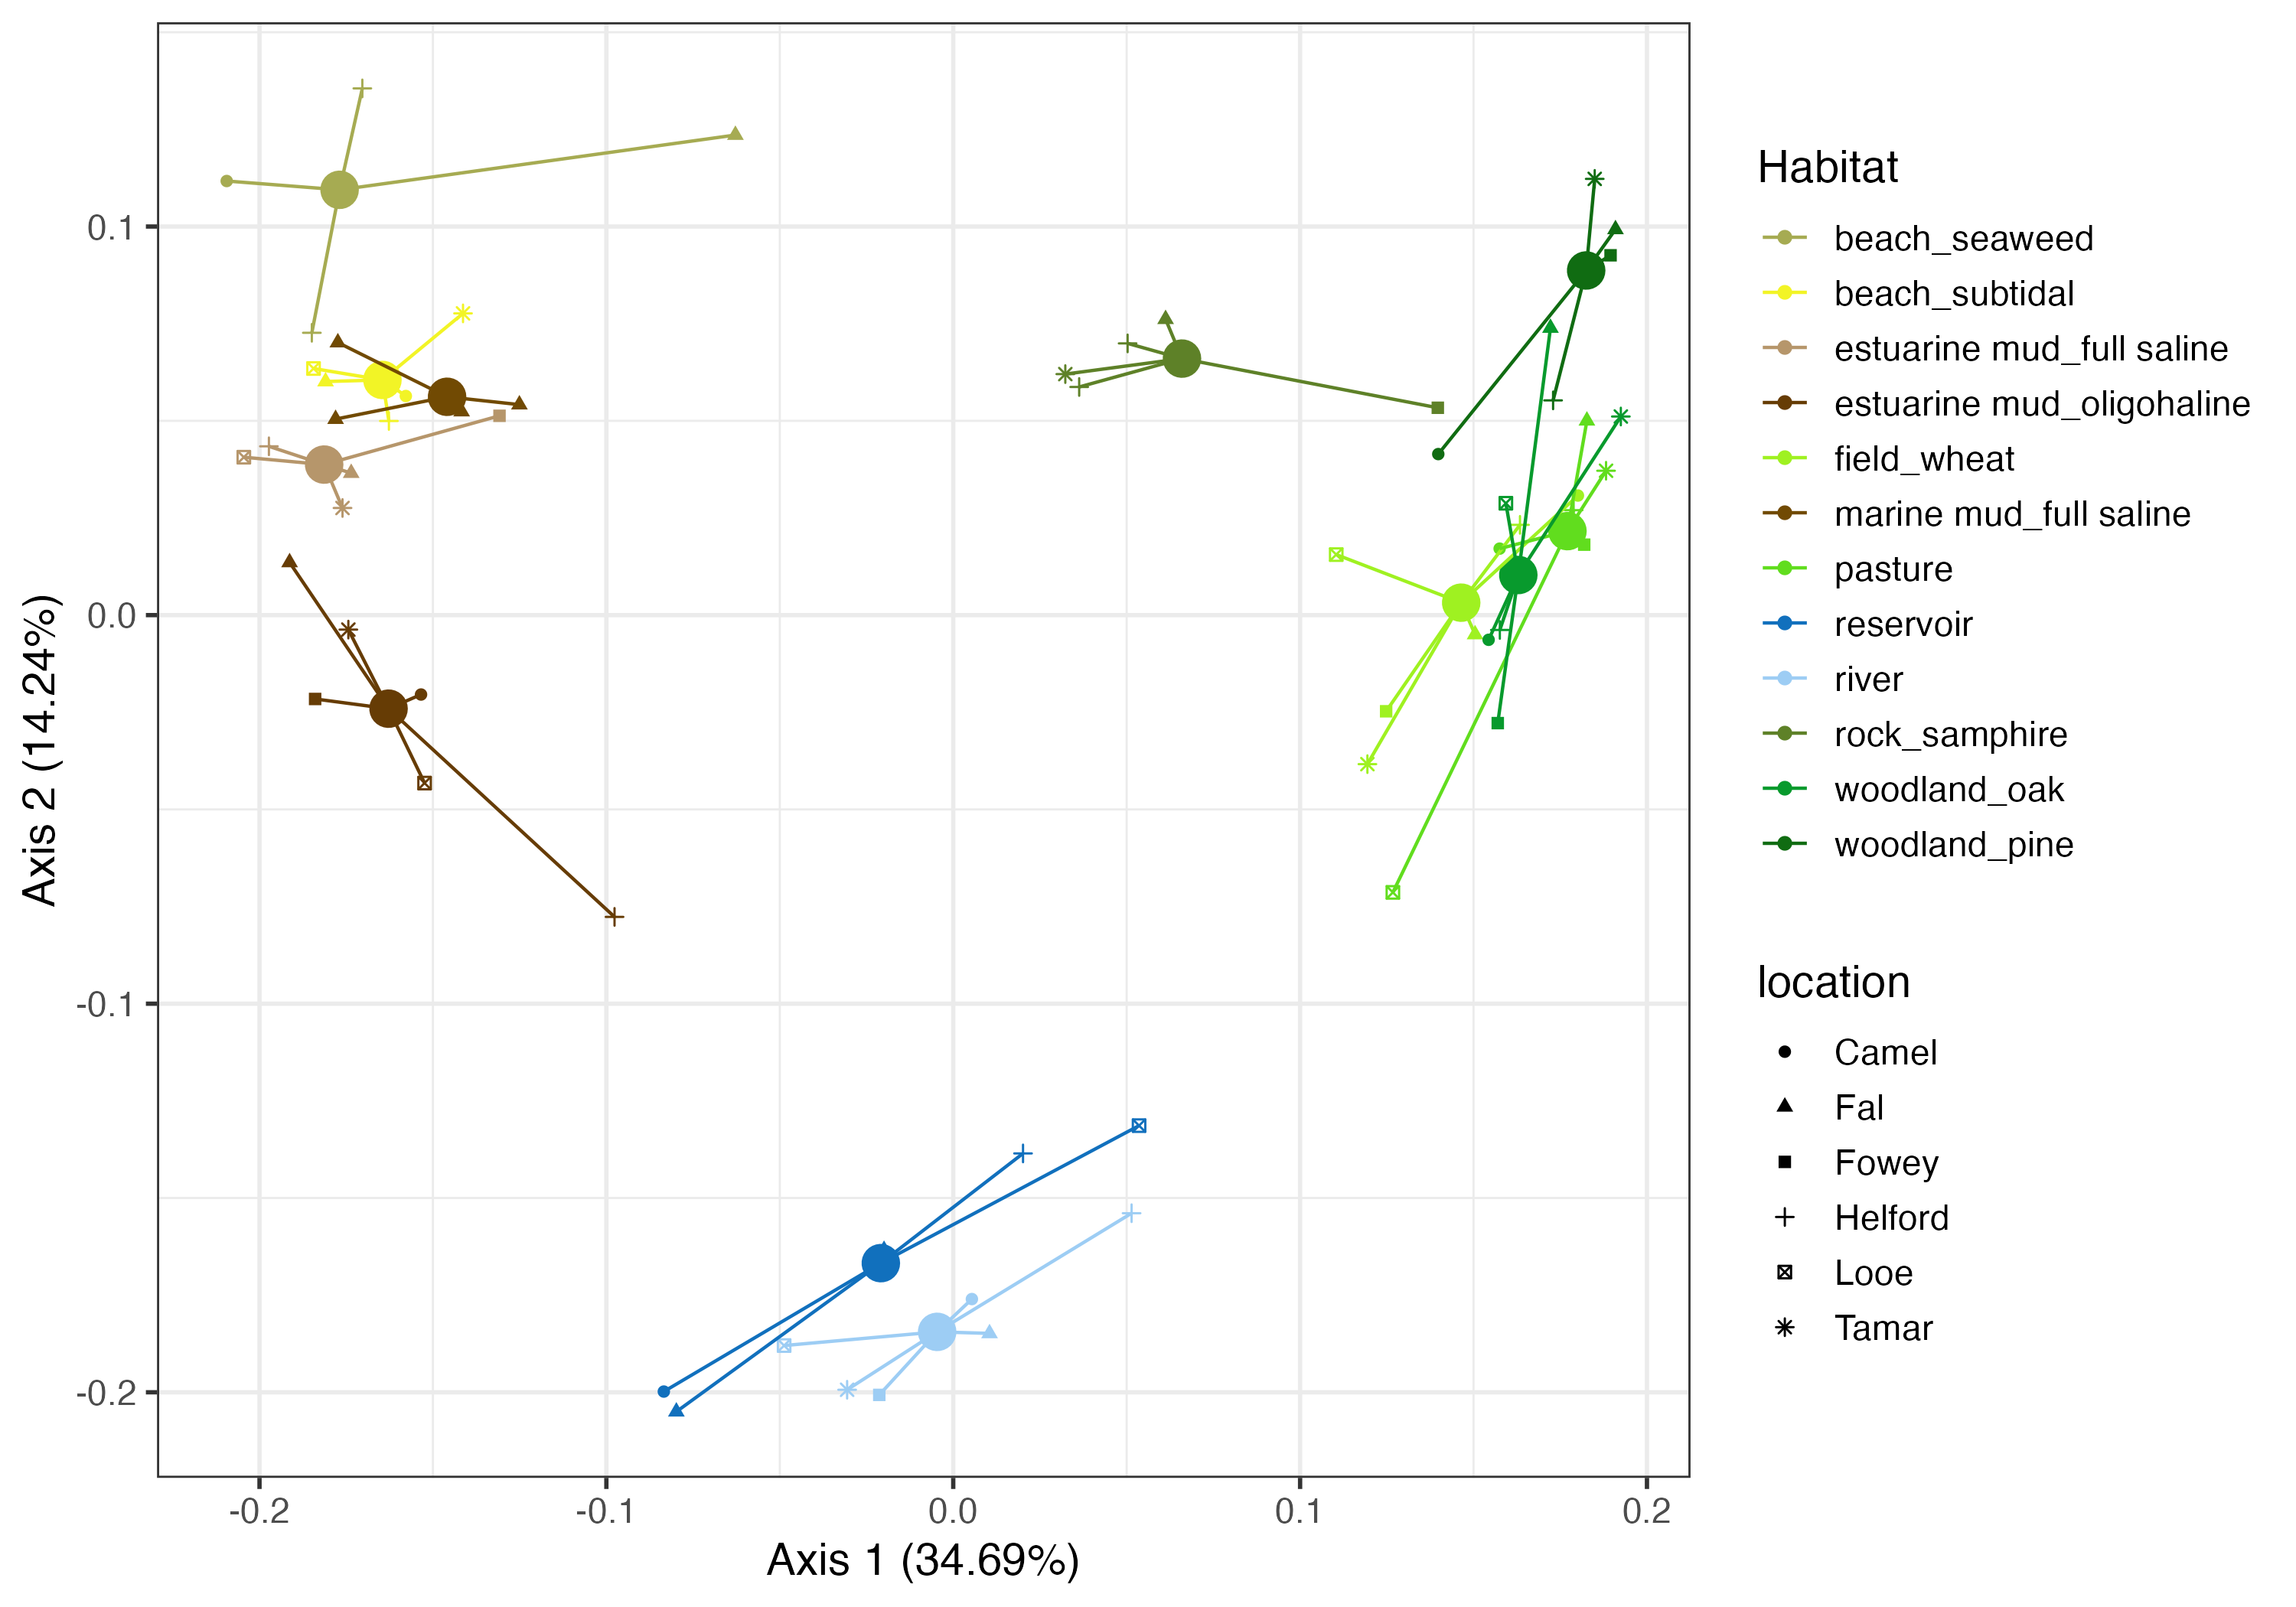 0.1
0.0
-0.1
-0.2
Axis 2 (14.24%)
-0.2
-0.1
0.0
0.1
0.2
Axis 1 (34.69%)
Habitat
beach_seaweed
beach_subtidal
estuarine mud_full saline
estuarine mud_oligohaline
field_wheat
marine mud_full saline
pasture
reservoir
river
rock_samphire
woodland_oak
woodland_pine
location
Camel
Fal
Fowey
Helford
Looe
Tamar